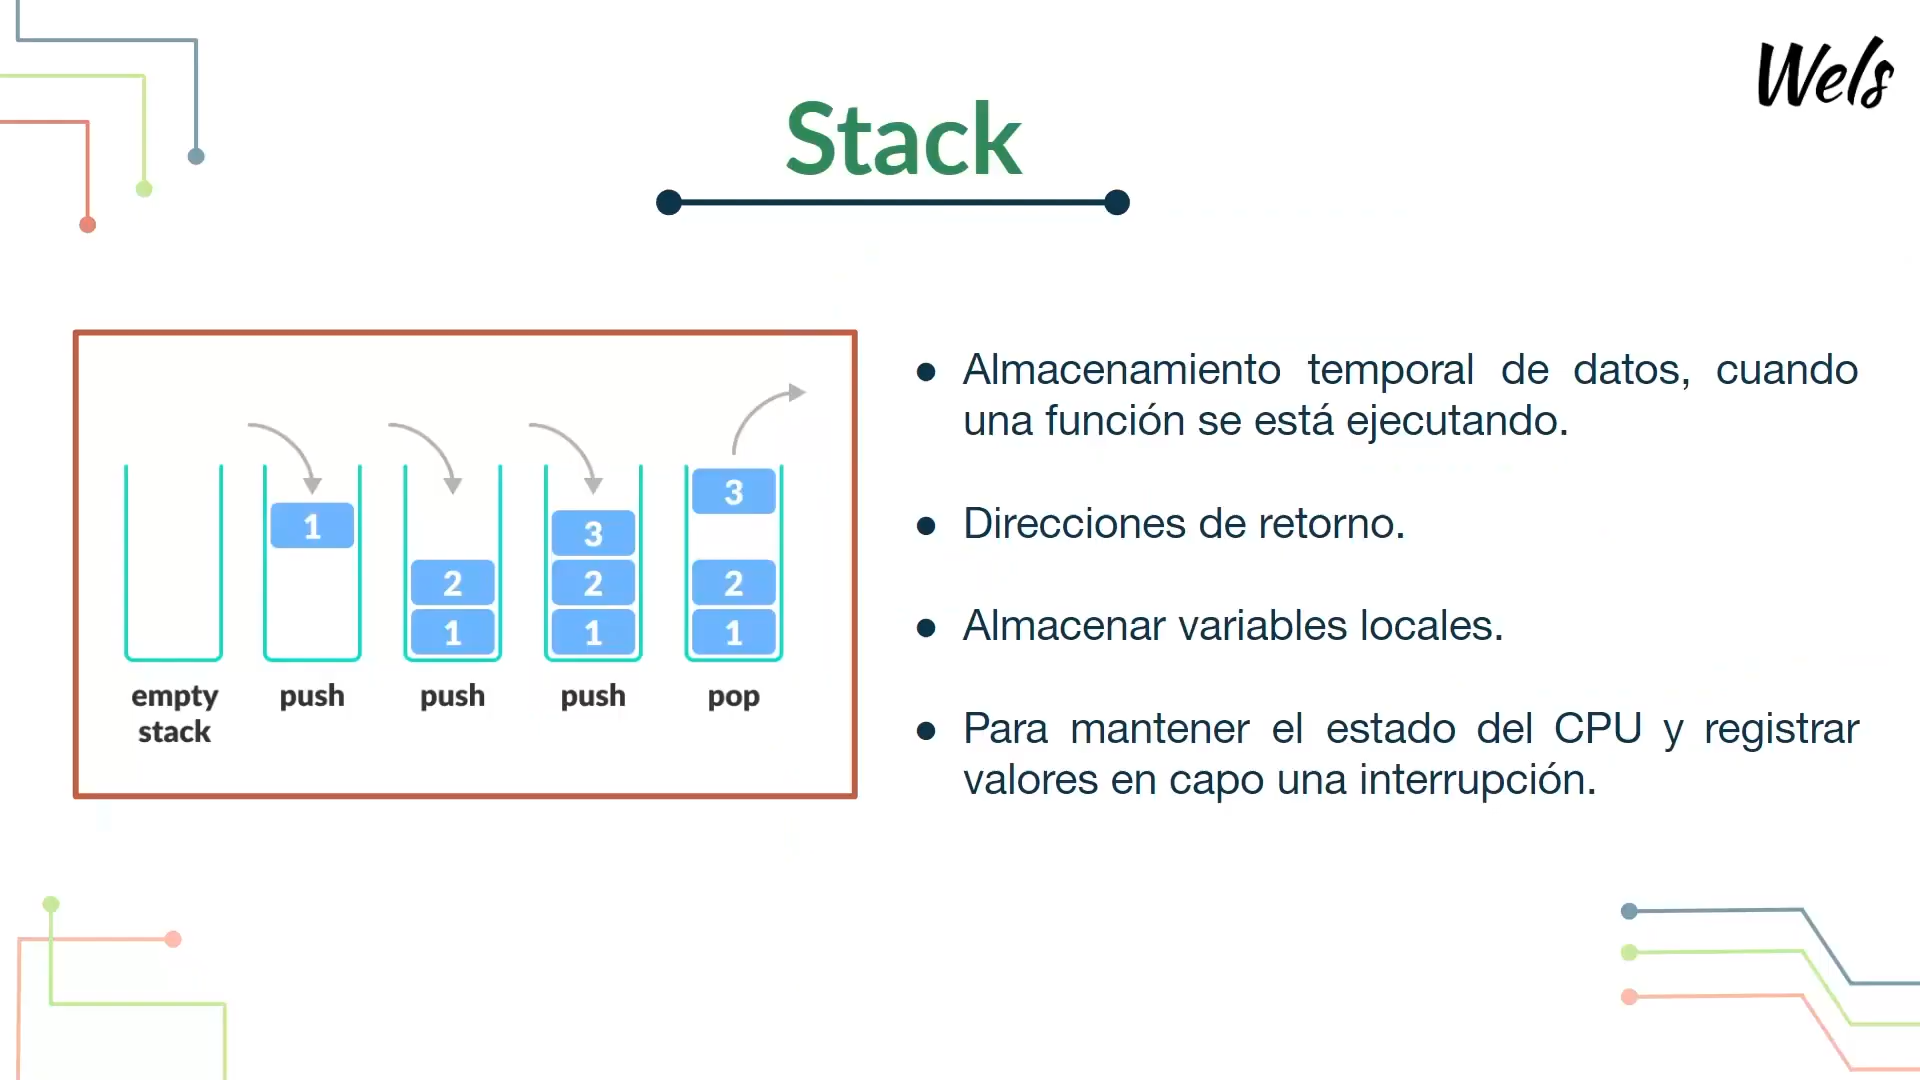 Wels
Stack
1
2
1
3
2
1
3
2
1
empty
stack
push
push
push
pop
● Almacenamiento temporal de datos, cuando
una función se está ejecutando.
● Direcciones de retorno.
● Almacenar variables locales.
● Para mantener el estado del CPU y registrar
valores en capo una interrupción.